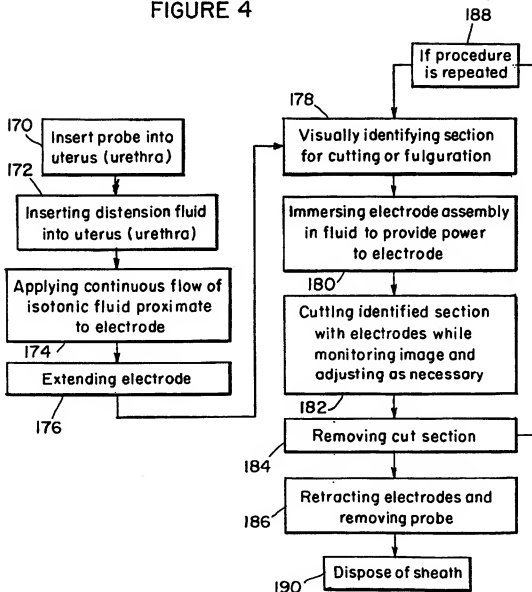 FIGURE 4
170
Insert probe into
uterus (urethra)
172
Inserting distension fluid
into uterus (urethra)
Applying continuous flow of
isotonic fluid proximate
to electrode
174
Extending electrode
176
188
If procedure
is repeated
178
Visually identifying section
for cutting or fulguration
Immersing electrode assembly
in fluid to provide power
to electrode
180
Cutting identified section
with electrodes while
monitoring image and
adjusting as necessary
182
Removing cut section
184
Retracting electrodes and
removing probe
186
Dispose of sheath
190